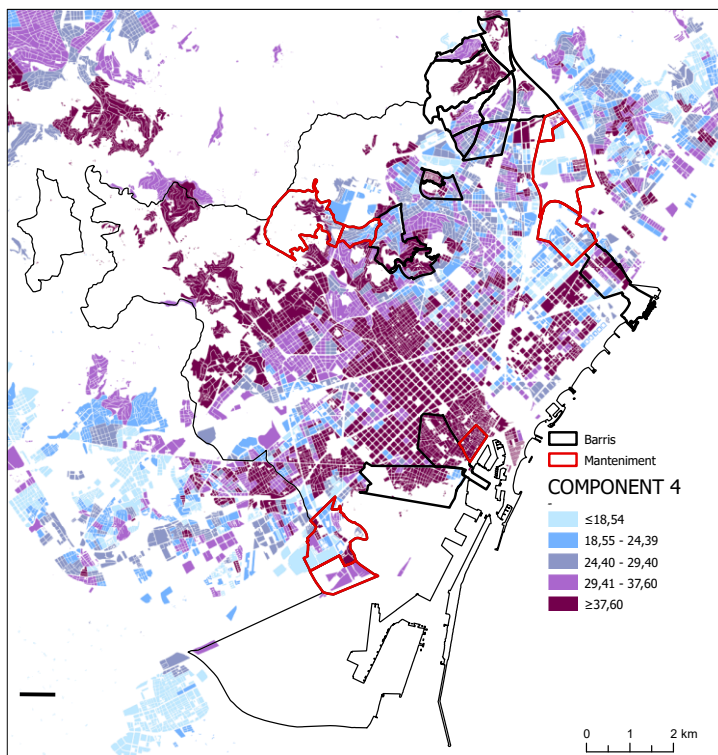 Barris
Manteniment
COMPONENT 4
-
≤18,54
18,55 - 24,39
24,40 - 29,40
29,41 - 37,60
≥37,60
0 1 2 km